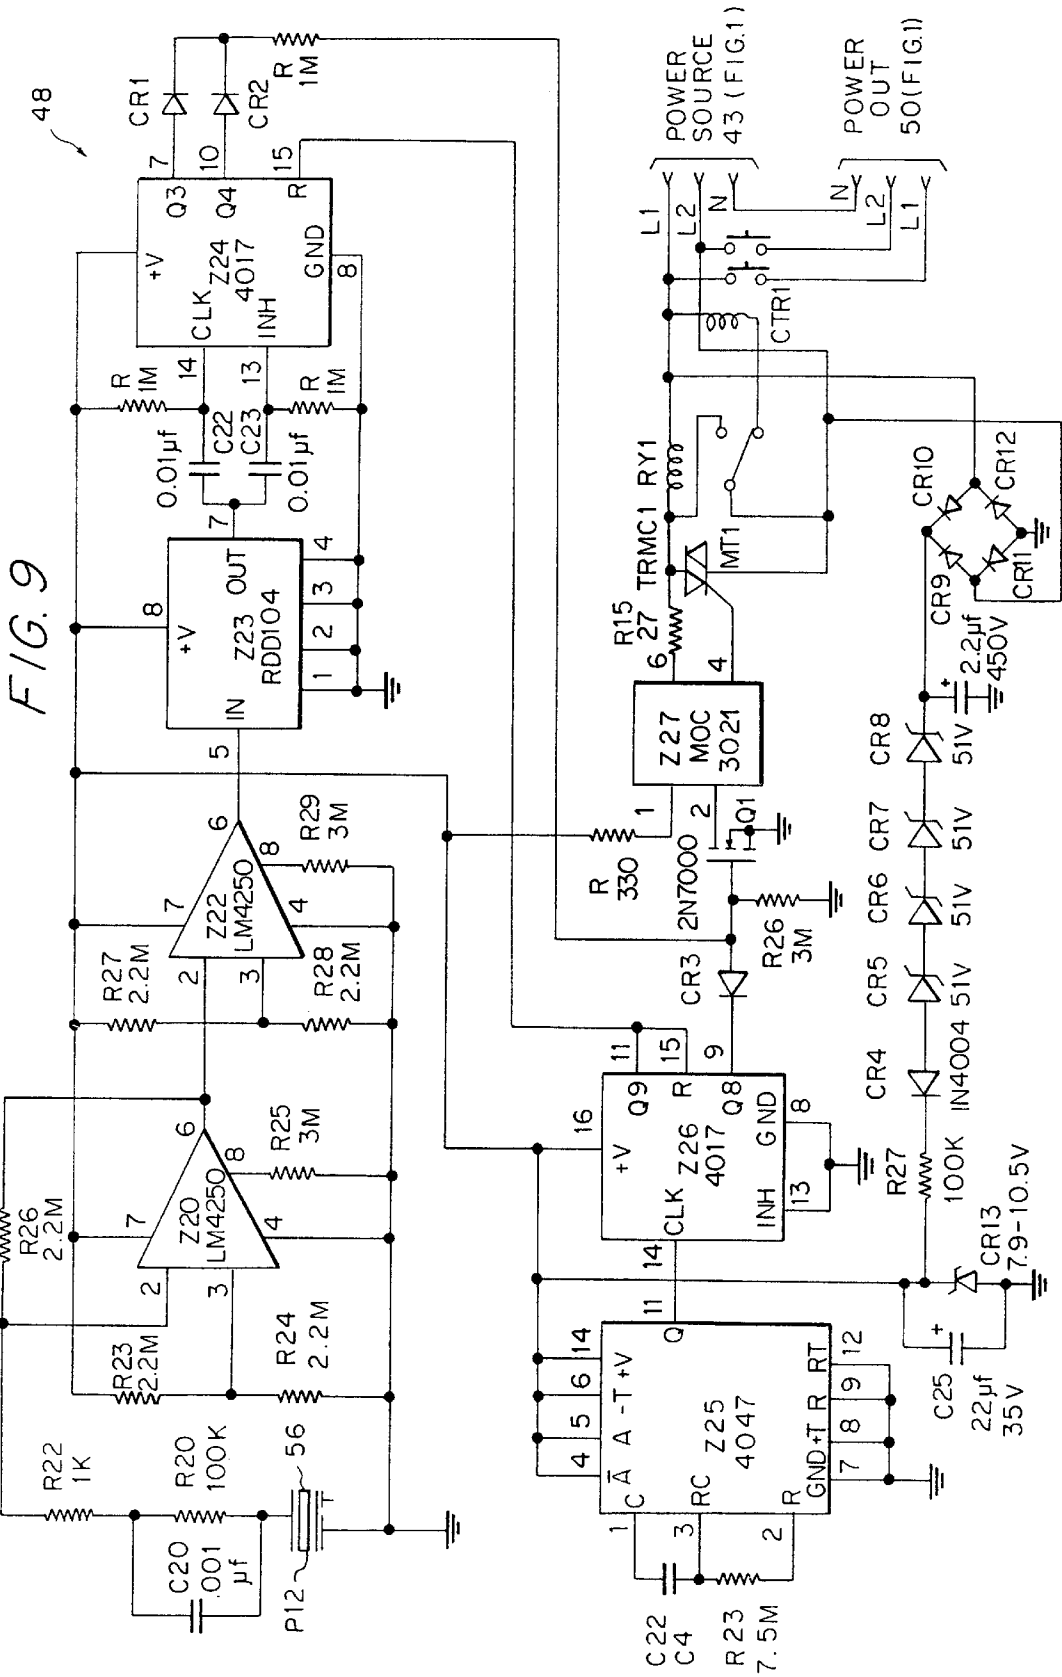 FIG. 9
48
R22
1K
R20
100K
C20
.001
µf
P12
56
R26
2.2M
R23
2.2M
R24
2.2M
2
3
7
Z20
LM4250
6
8
4
R25
3M
R27
2.2M
R28
2.2M
2
3
7
Z22
LM4250
6
8
4
R29
3M
5
8
+V
IN
OUT
Z23
RDD104
1
2
3
4
7
0.01µf
C22
C23
0.01µf
R
1M
R
1M
14
13
+V
CLK
Z24
4017
INH
GND
8
Q3
Q4
R
7
10
15
CR1
CR2
R
1M
C22
C4
R23
7.5M
1
3
2
C
RC
R
4
5
6
14
A
A
-T
+V
Z25
4047
Q
11
GND
+T
R
RT
7
8
9
12
14
16
+V
CLK
Z26
4017
INH
GND
13
8
Q9
R
Q8
11
15
9
CR3
R26
3M
2N7000
Q1
R
330
1
2
Z27
MOC
3021
6
4
R15
27
TRMC1
MT1
RY1
CTR1
L1
L2
N
POWER
SOURCE
43 (FIG.1)
N
L2
L1
POWER
OUT
50(FIG.1)
C25
22µf
35V
CR13
7.9-10.5V
R27
100K
CR4
IN4004
CR5
51V
CR6
51V
CR7
51V
CR8
51V
+
2.2µf
450V
CR9
CR10
CR11
CR12
+